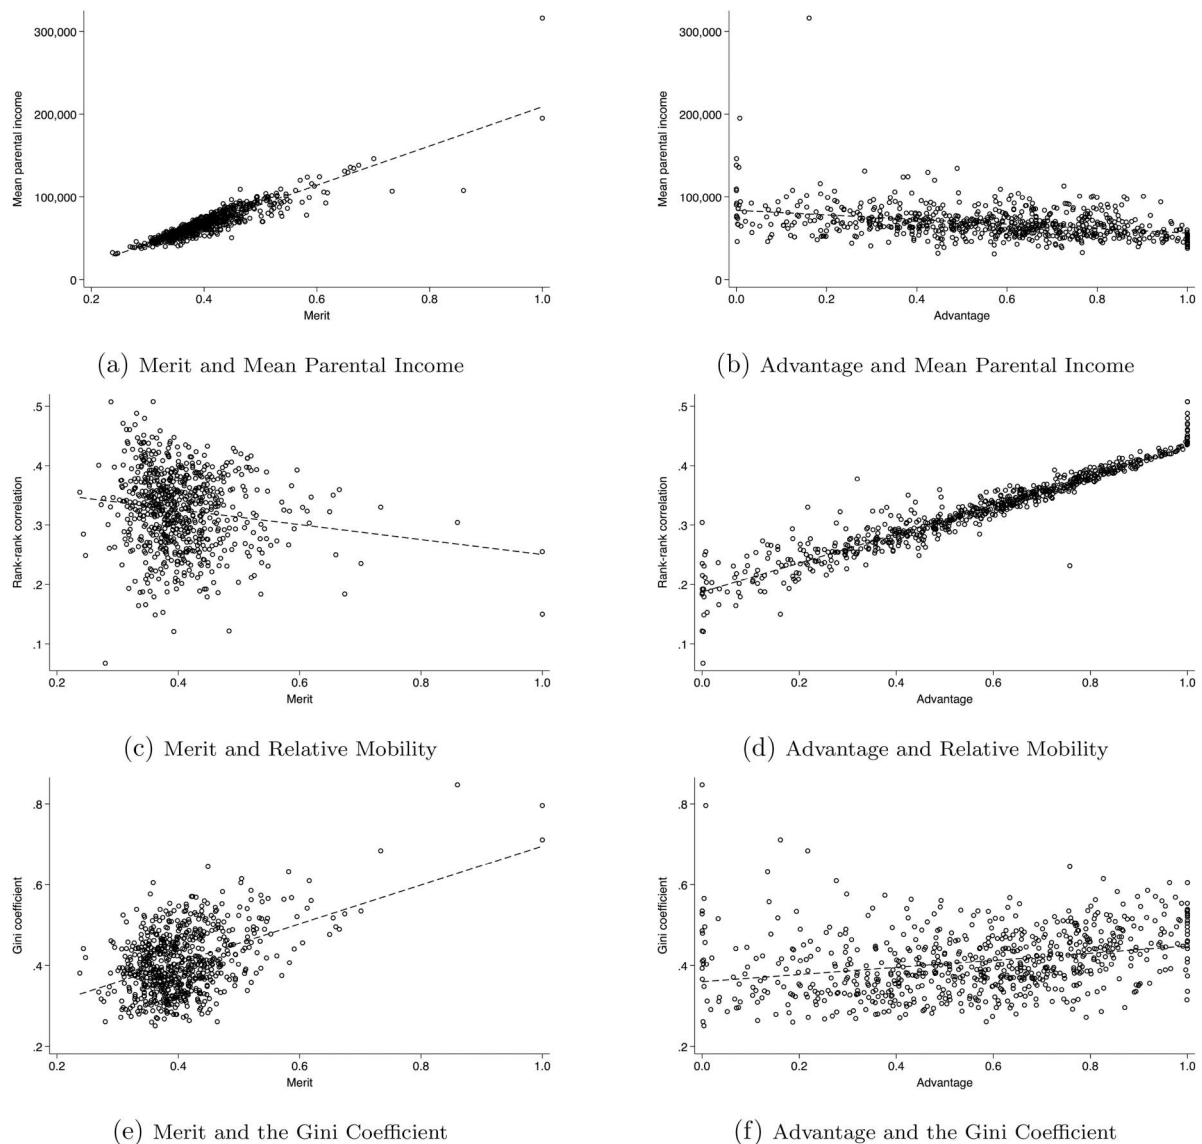 300,000
200,000
100,000
0
Mean parental income
0.2 0.4 0.6 0.8 1.0
Merit
(a) Merit and Mean Parental Income
300,000
200,000
100,000
0
Mean parental income
0.0 0.2 0.4 0.6 0.8 1.0
Advantage
(b) Advantage and Mean Parental Income
.5
.4
.3
.2
.1
Rank-rank correlation
0.2 0.4 0.6 0.8 1.0
Merit
(c) Merit and Relative Mobility
.5
.4
.3
.2
.1
Rank-rank correlation
0.0 0.2 0.4 0.6 0.8 1.0
Advantage
(d) Advantage and Relative Mobility
.8
.6
.4
.2
Gini coefficient
0.2 0.4 0.6 0.8 1.0
Merit
(e) Merit and the Gini Coefficient
.8
.6
.4
.2
Gini coefficient
0.0 0.2 0.4 0.6 0.8 1.0
Advantage
(f) Advantage and the Gini Coefficient